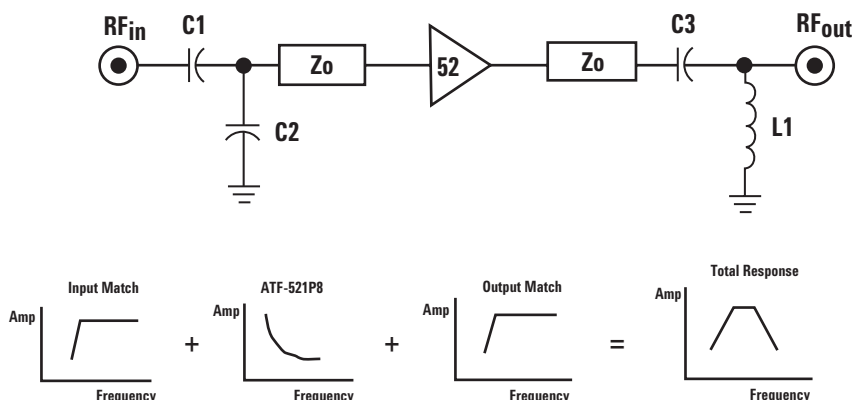 RFin C1 C3 RFout
Zo 52 Zo
C2 L1
Input Match ATF-521P8 Output Match Total Response
Amp Amp Amp Amp
+ + =
Frequency Frequency Frequency Frequency